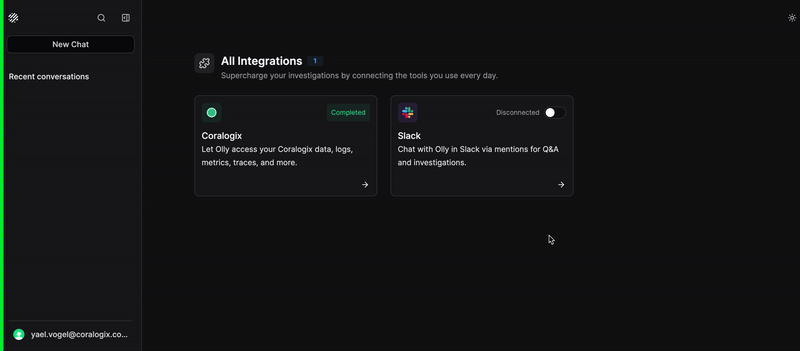 New Chat
Recent conversations
All Integrations 1
Supercharge your investigations by connecting the tools you use every day.
Completed
Coralogix
Let Olly access your Coralogix data, logs,
metrics, traces, and more.
Disconnected
Slack
Chat with Olly in Slack via mentions for Q&A
and investigations.
yael.vogel@coralogix.co...